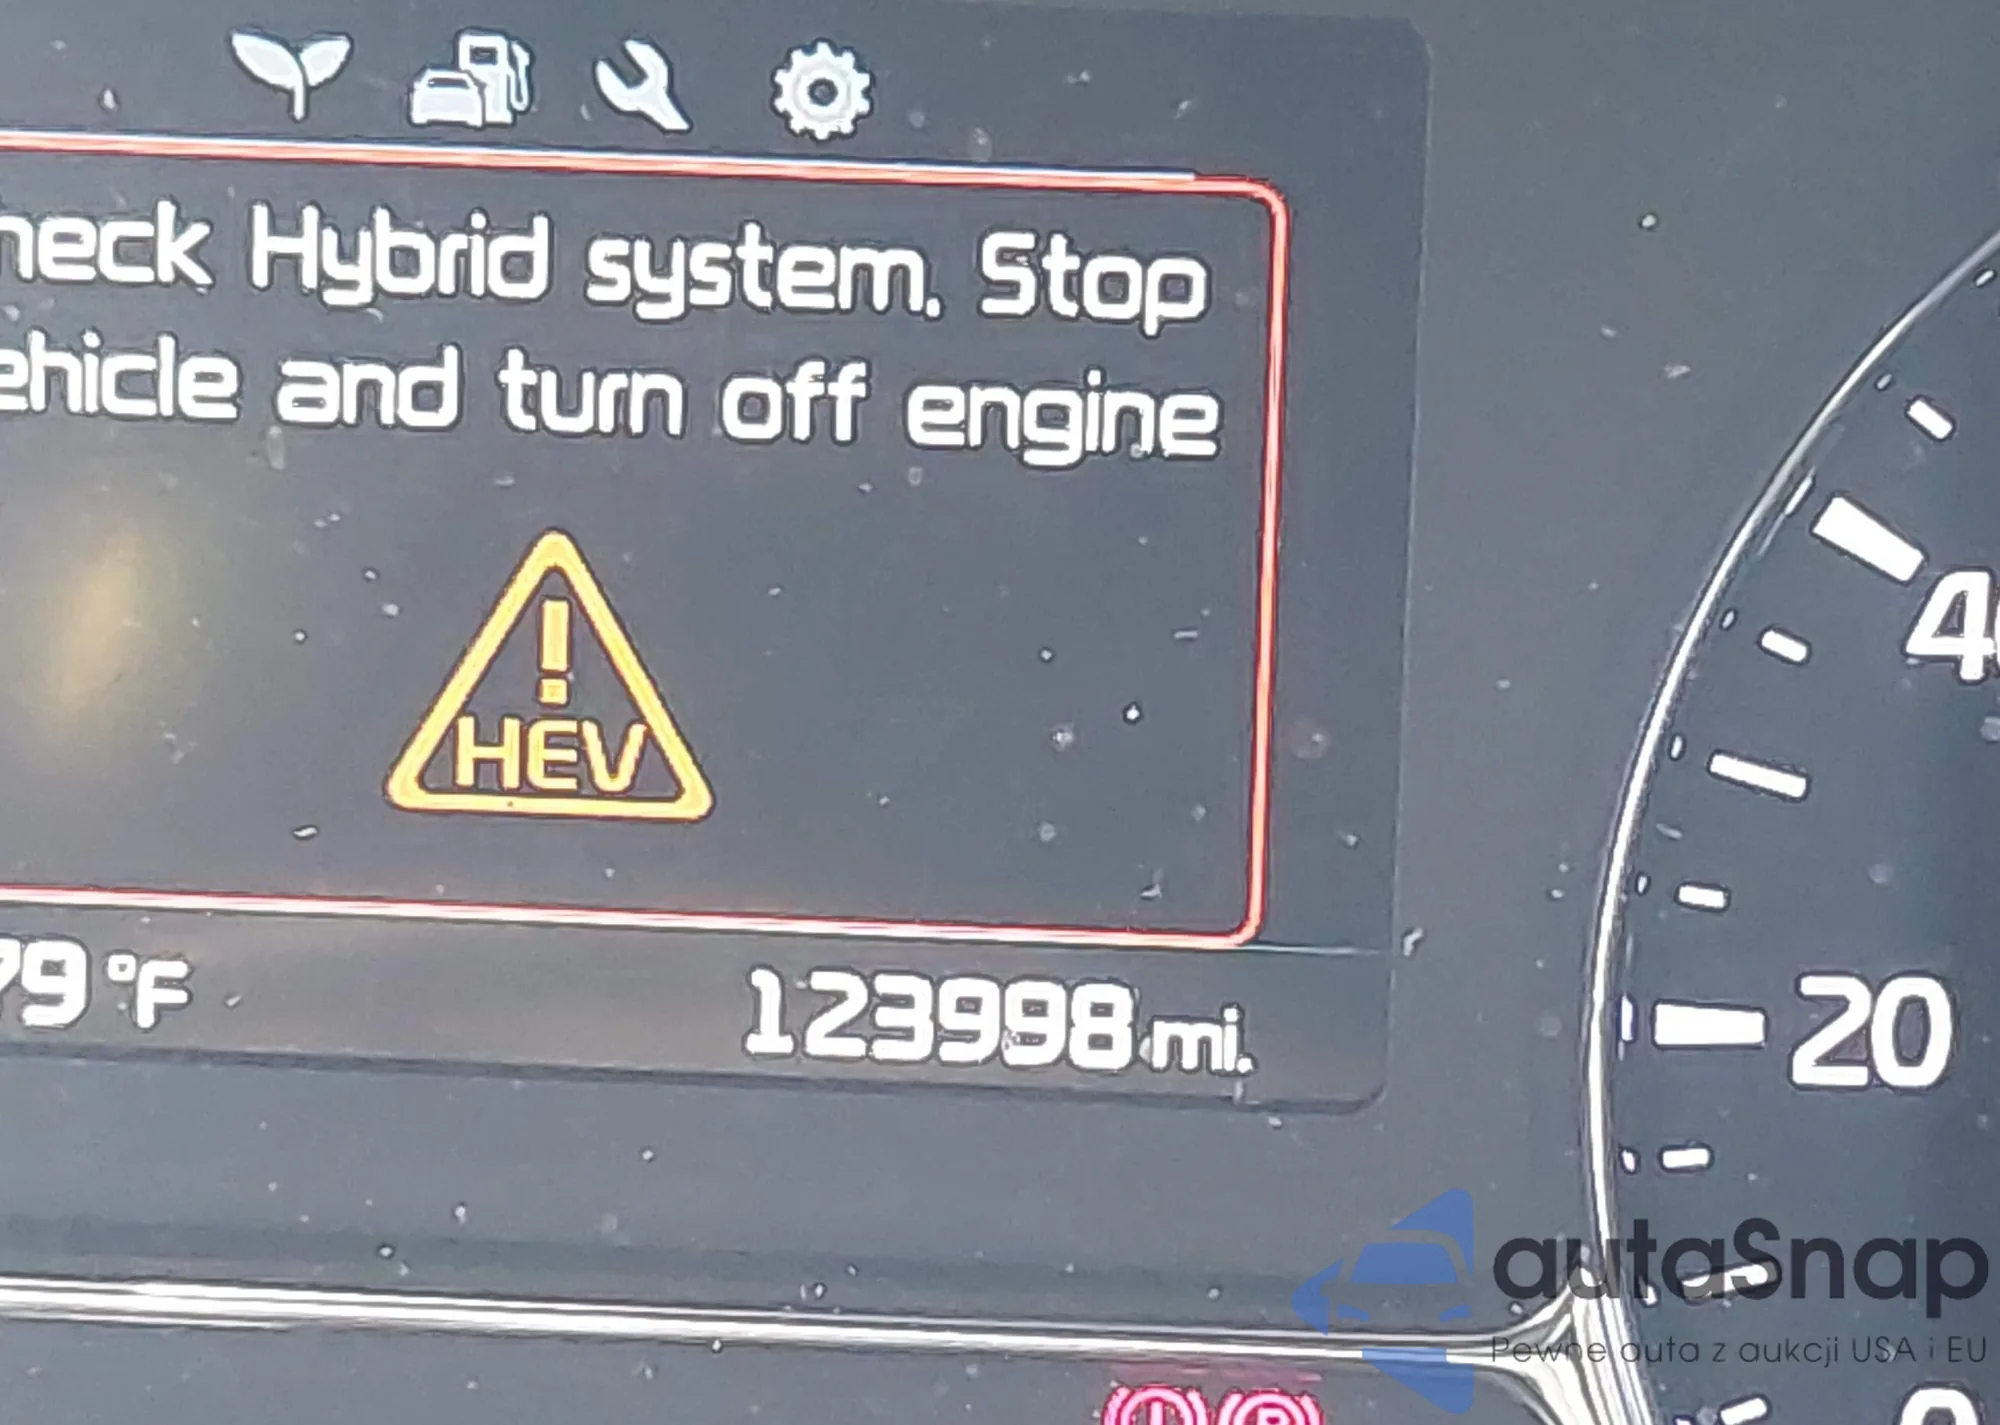 heck Hybrid system. Stop
ehicle and turn off engine
!
HEV
79 °F
123998 mi.
20
autaSnap
Pewne auta z aukcji USA i EU